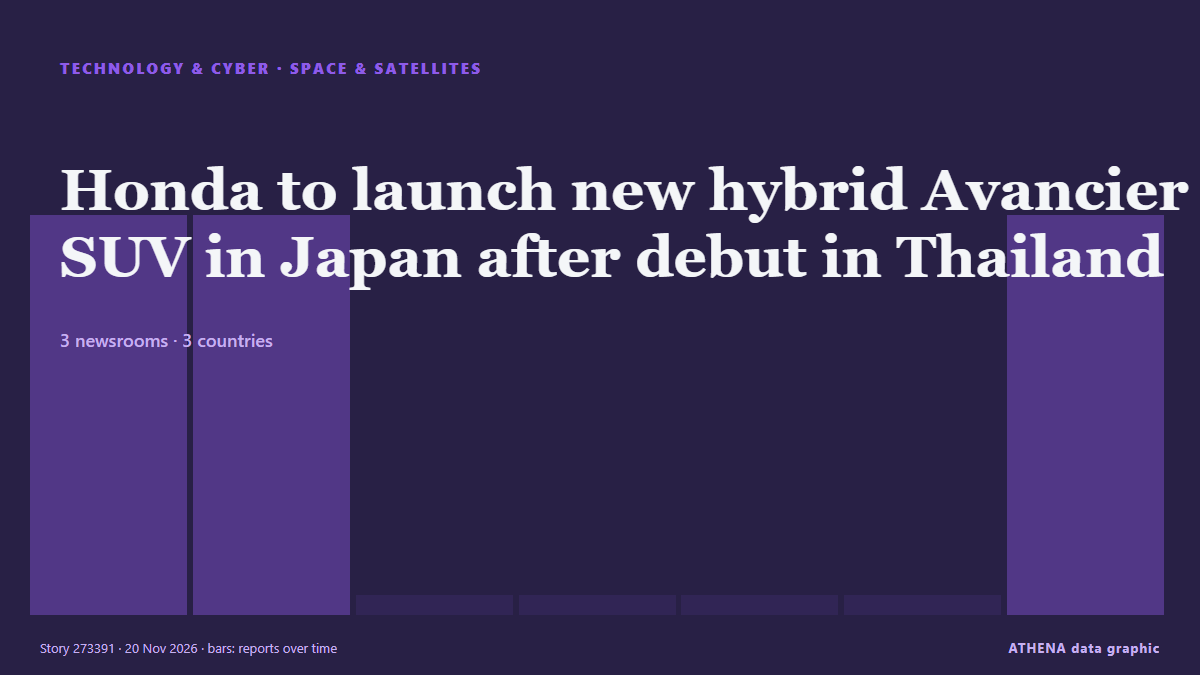 TECHNOLOGY & CYBER · SPACE & SATELLITES
Honda to launch new hybrid Avancier
SUV in Japan after debut in Thailand
3 newsrooms · 3 countries
Story 273391 · 20 Nov 2026 · bars: reports over time
ATHENA data graphic